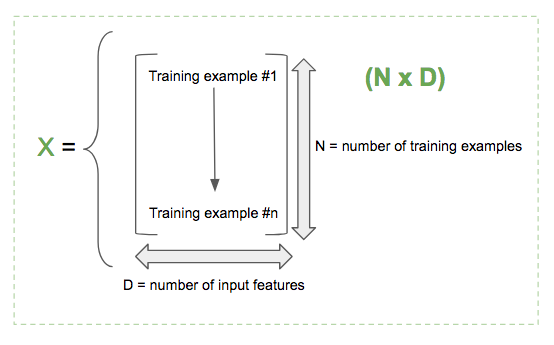 Training example #1
(N x D)
X =
N = number of training examples
Training example #n
D = number of input features